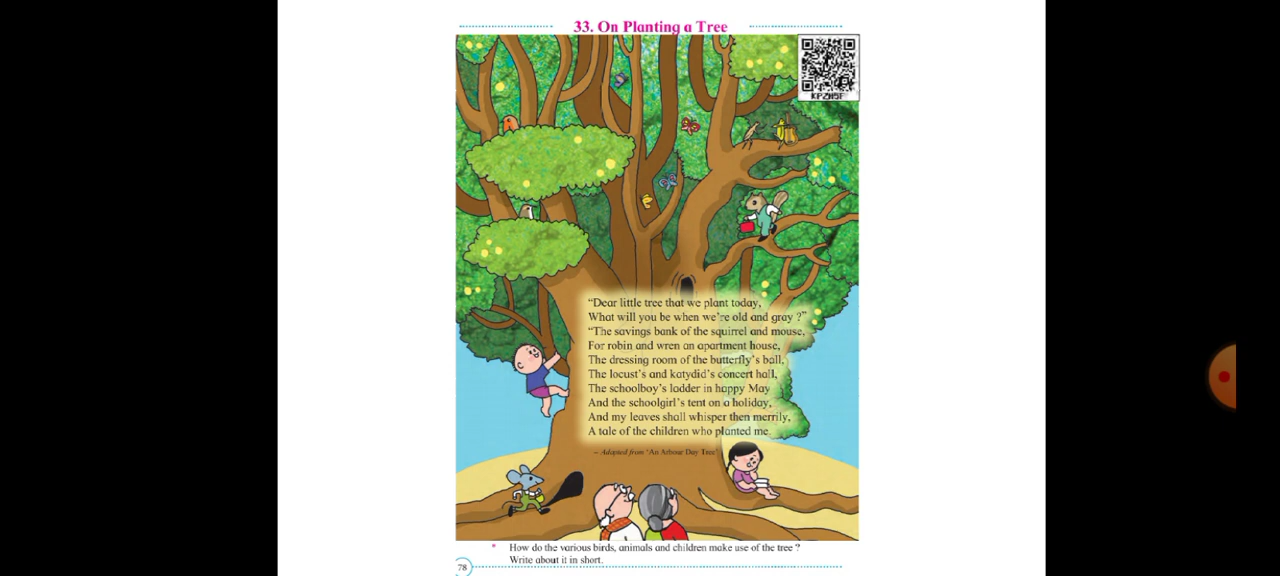 33. On Planting a Tree
KPZH5F
“Dear little tree that we plant today,
What will you be when we’re old and gray ?”
“The savings bank of the squirrel and mouse,
For robin and wren an apartment house,
The dressing room of the butterfly’s ball,
The locust’s and katydid’s concert hall,
The schoolboy’s ladder in happy May
And the schoolgirl’s tent on a holiday,
And my leaves shall whisper then merrily,
A tale of the children who planted me.
– Adapted from ‘An Arbour Day Tree’
* How do the various birds, animals and children make use of the tree ?
Write about it in short.
78